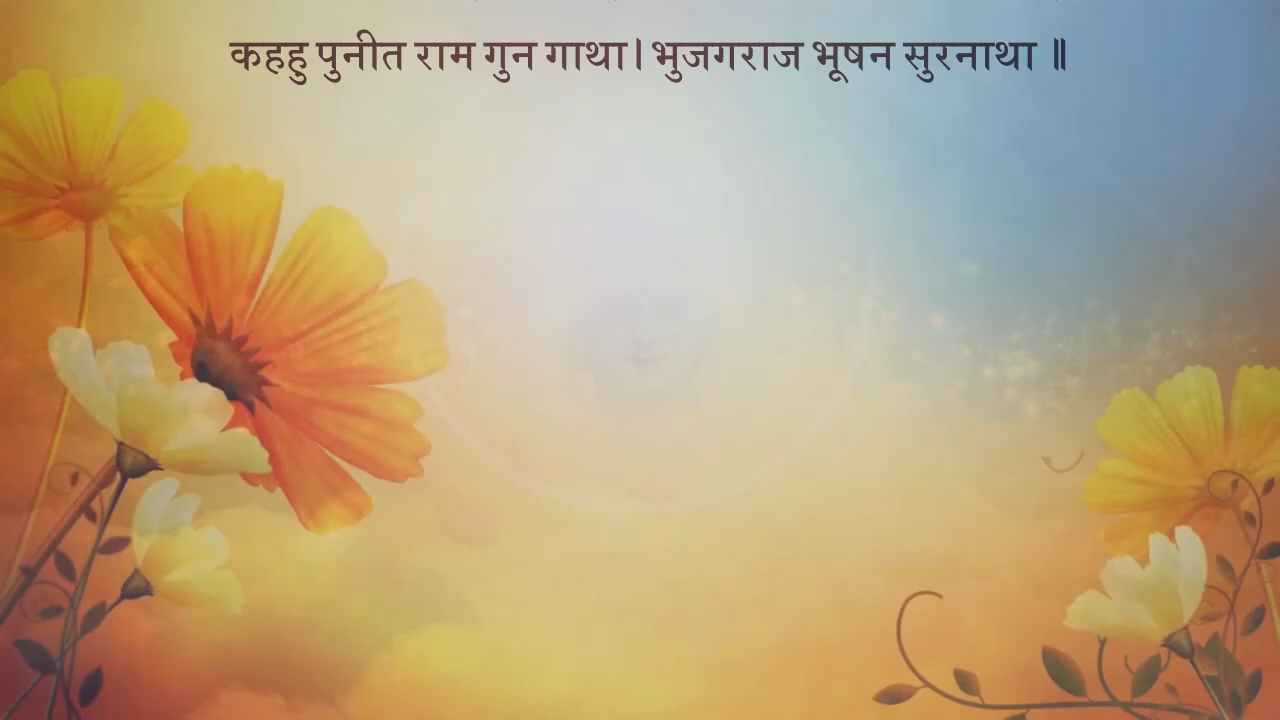 कहहु पुनीत राम गुन गाथा। भुजगराज भूषन सुरनाथा ॥